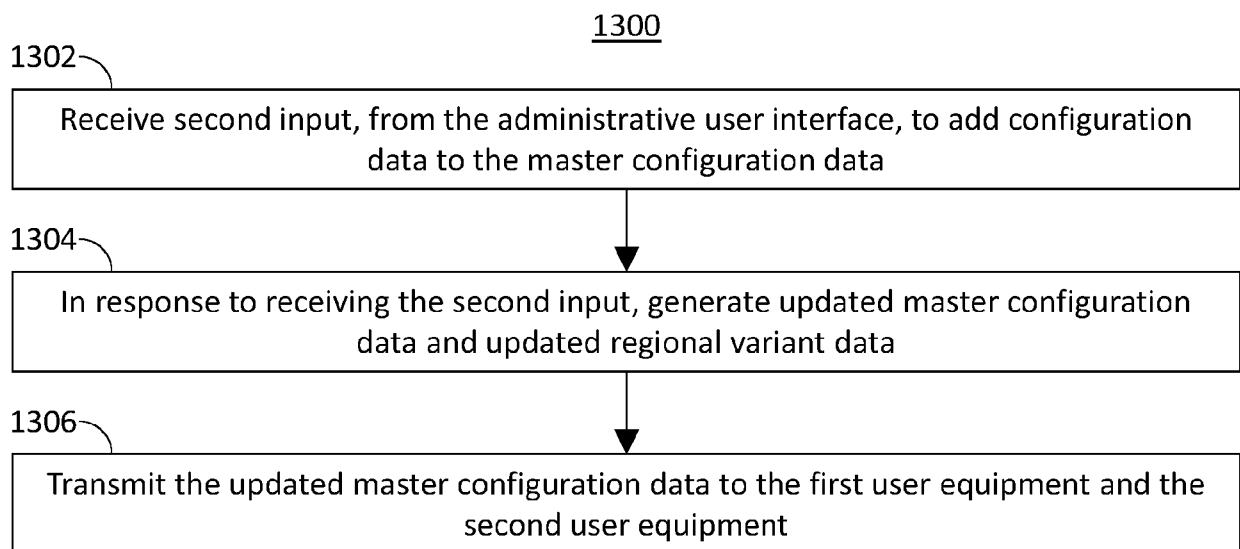 1300
1302
Receive second input, from the administrative user interface, to add configuration
data to the master configuration data
1304
In response to receiving the second input, generate updated master configuration
data and updated regional variant data
1306
Transmit the updated master configuration data to the first user equipment and the
second user equipment